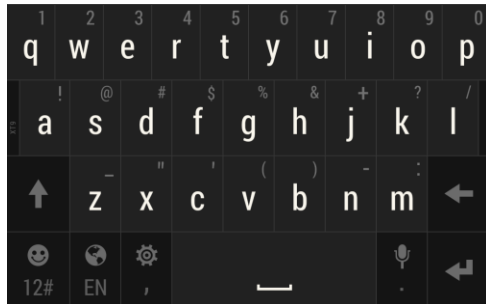 1 2 3 4 5 6 7 8 9 0
q w e r t y u i o p
! @ # $ % & + ? /
a s d f g h j k l
_ " ' ( ) - :
z x c v b n m
12# EN , .